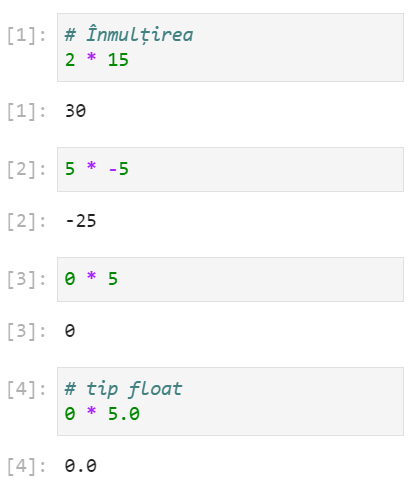 [1]: # Înmulțirea
2 * 15
[1]: 30
[2]: 5 * -5
[2]: -25
[3]: 0 * 5
[3]: 0
[4]: # tip float
0 * 5.0
[4]: 0.0